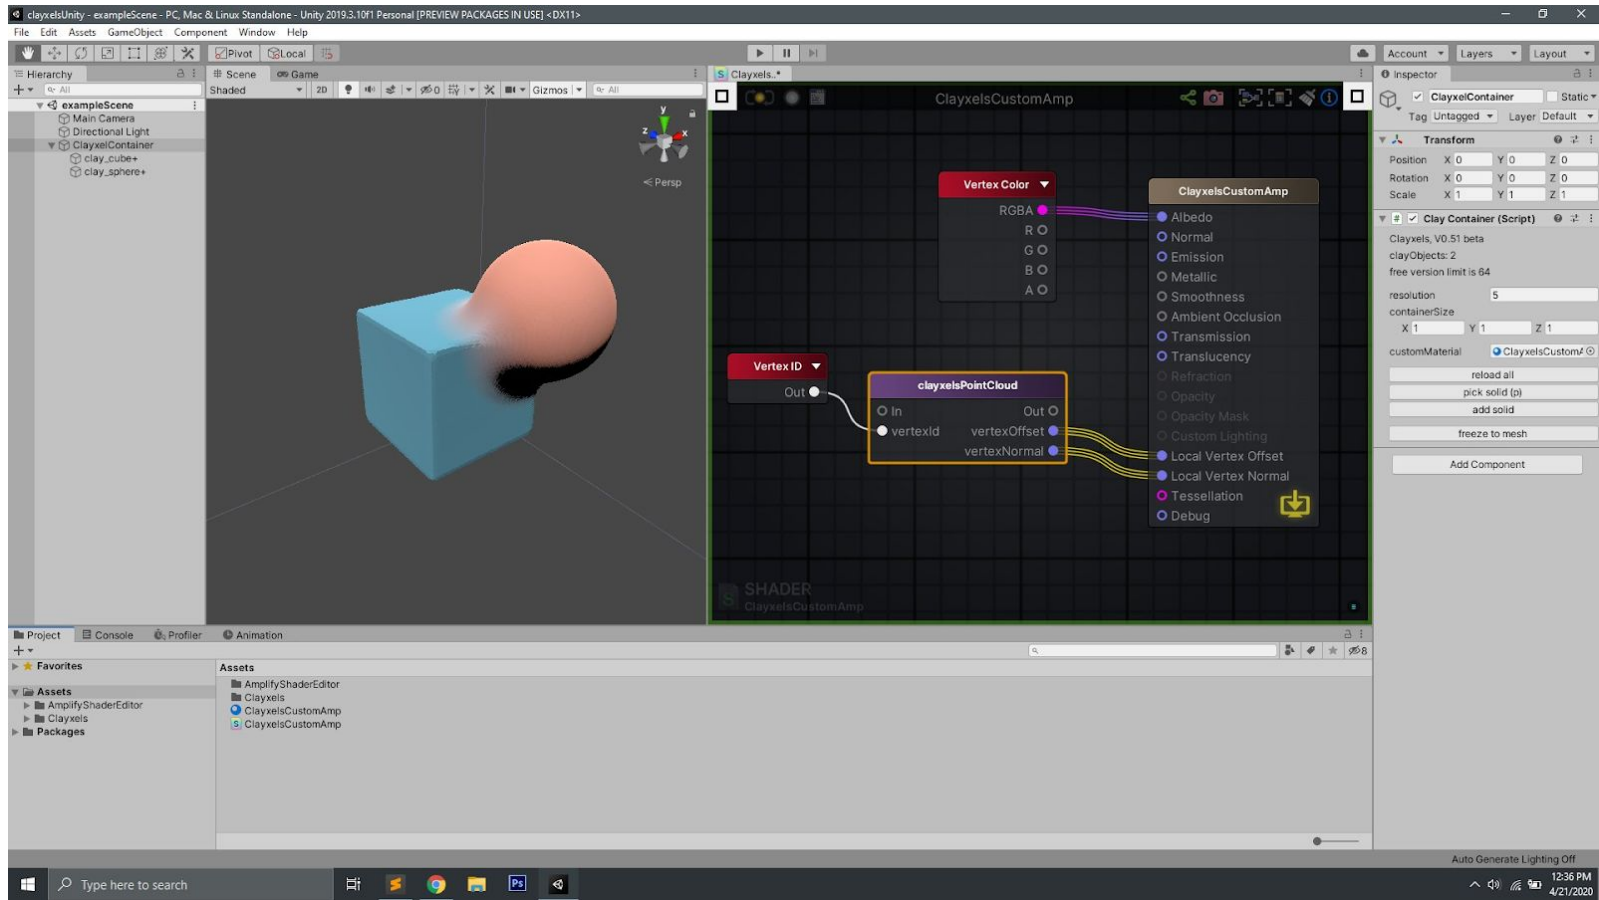 clayxelsUnity - exampleScene - PC, Mac & Linux Standalone - Unity 2019.3.10f1 Personal [PREVIEW PACKAGES IN USE] <DX11>
File Edit Assets GameObject Component Window Help
Pivot Local Account Layers Layout
Hierarchy
All
exampleScene
Main Camera
Directional Light
ClayxelContainer
clay_cube+
clay_sphere+
Scene Game
Shaded 2D 0 Gizmos All
y
z x
Persp
Clayxels..*
ClayxelsCustomAmp
Vertex Color
RGBA
R
G
B
A
Vertex ID
Out
clayxelsPointCloud
In Out
vertexId vertexOffset
vertexNormal
ClayxelsCustomAmp
Albedo
Normal
Emission
Metallic
Smoothness
Ambient Occlusion
Transmission
Translucency
Refraction
Opacity
Opacity Mask
Custom Lighting
Local Vertex Offset
Local Vertex Normal
Tessellation
Debug
SHADER
ClayxelsCustomAmp
Inspector
ClayxelContainer Static
Tag Untagged Layer Default
Transform
Position X 0 Y 0 Z 0
Rotation X 0 Y 0 Z 0
Scale X 1 Y 1 Z 1
# Clay Container (Script)
Clayxels, V0.51 beta
clayObjects: 2
free version limit is 64
resolution 5
containerSize
X 1 Y 1 Z 1
customMaterial ClayxelsCustomA
reload all
pick solid (p)
add solid
freeze to mesh
Add Component
Project Console Profiler Animation
8
Favorites
Assets
AmplifyShaderEditor
Clayxels
Packages
Assets
AmplifyShaderEditor
Clayxels
ClayxelsCustomAmp
ClayxelsCustomAmp
Auto Generate Lighting Off
Type here to search
Ps
12:36 PM
4/21/2020